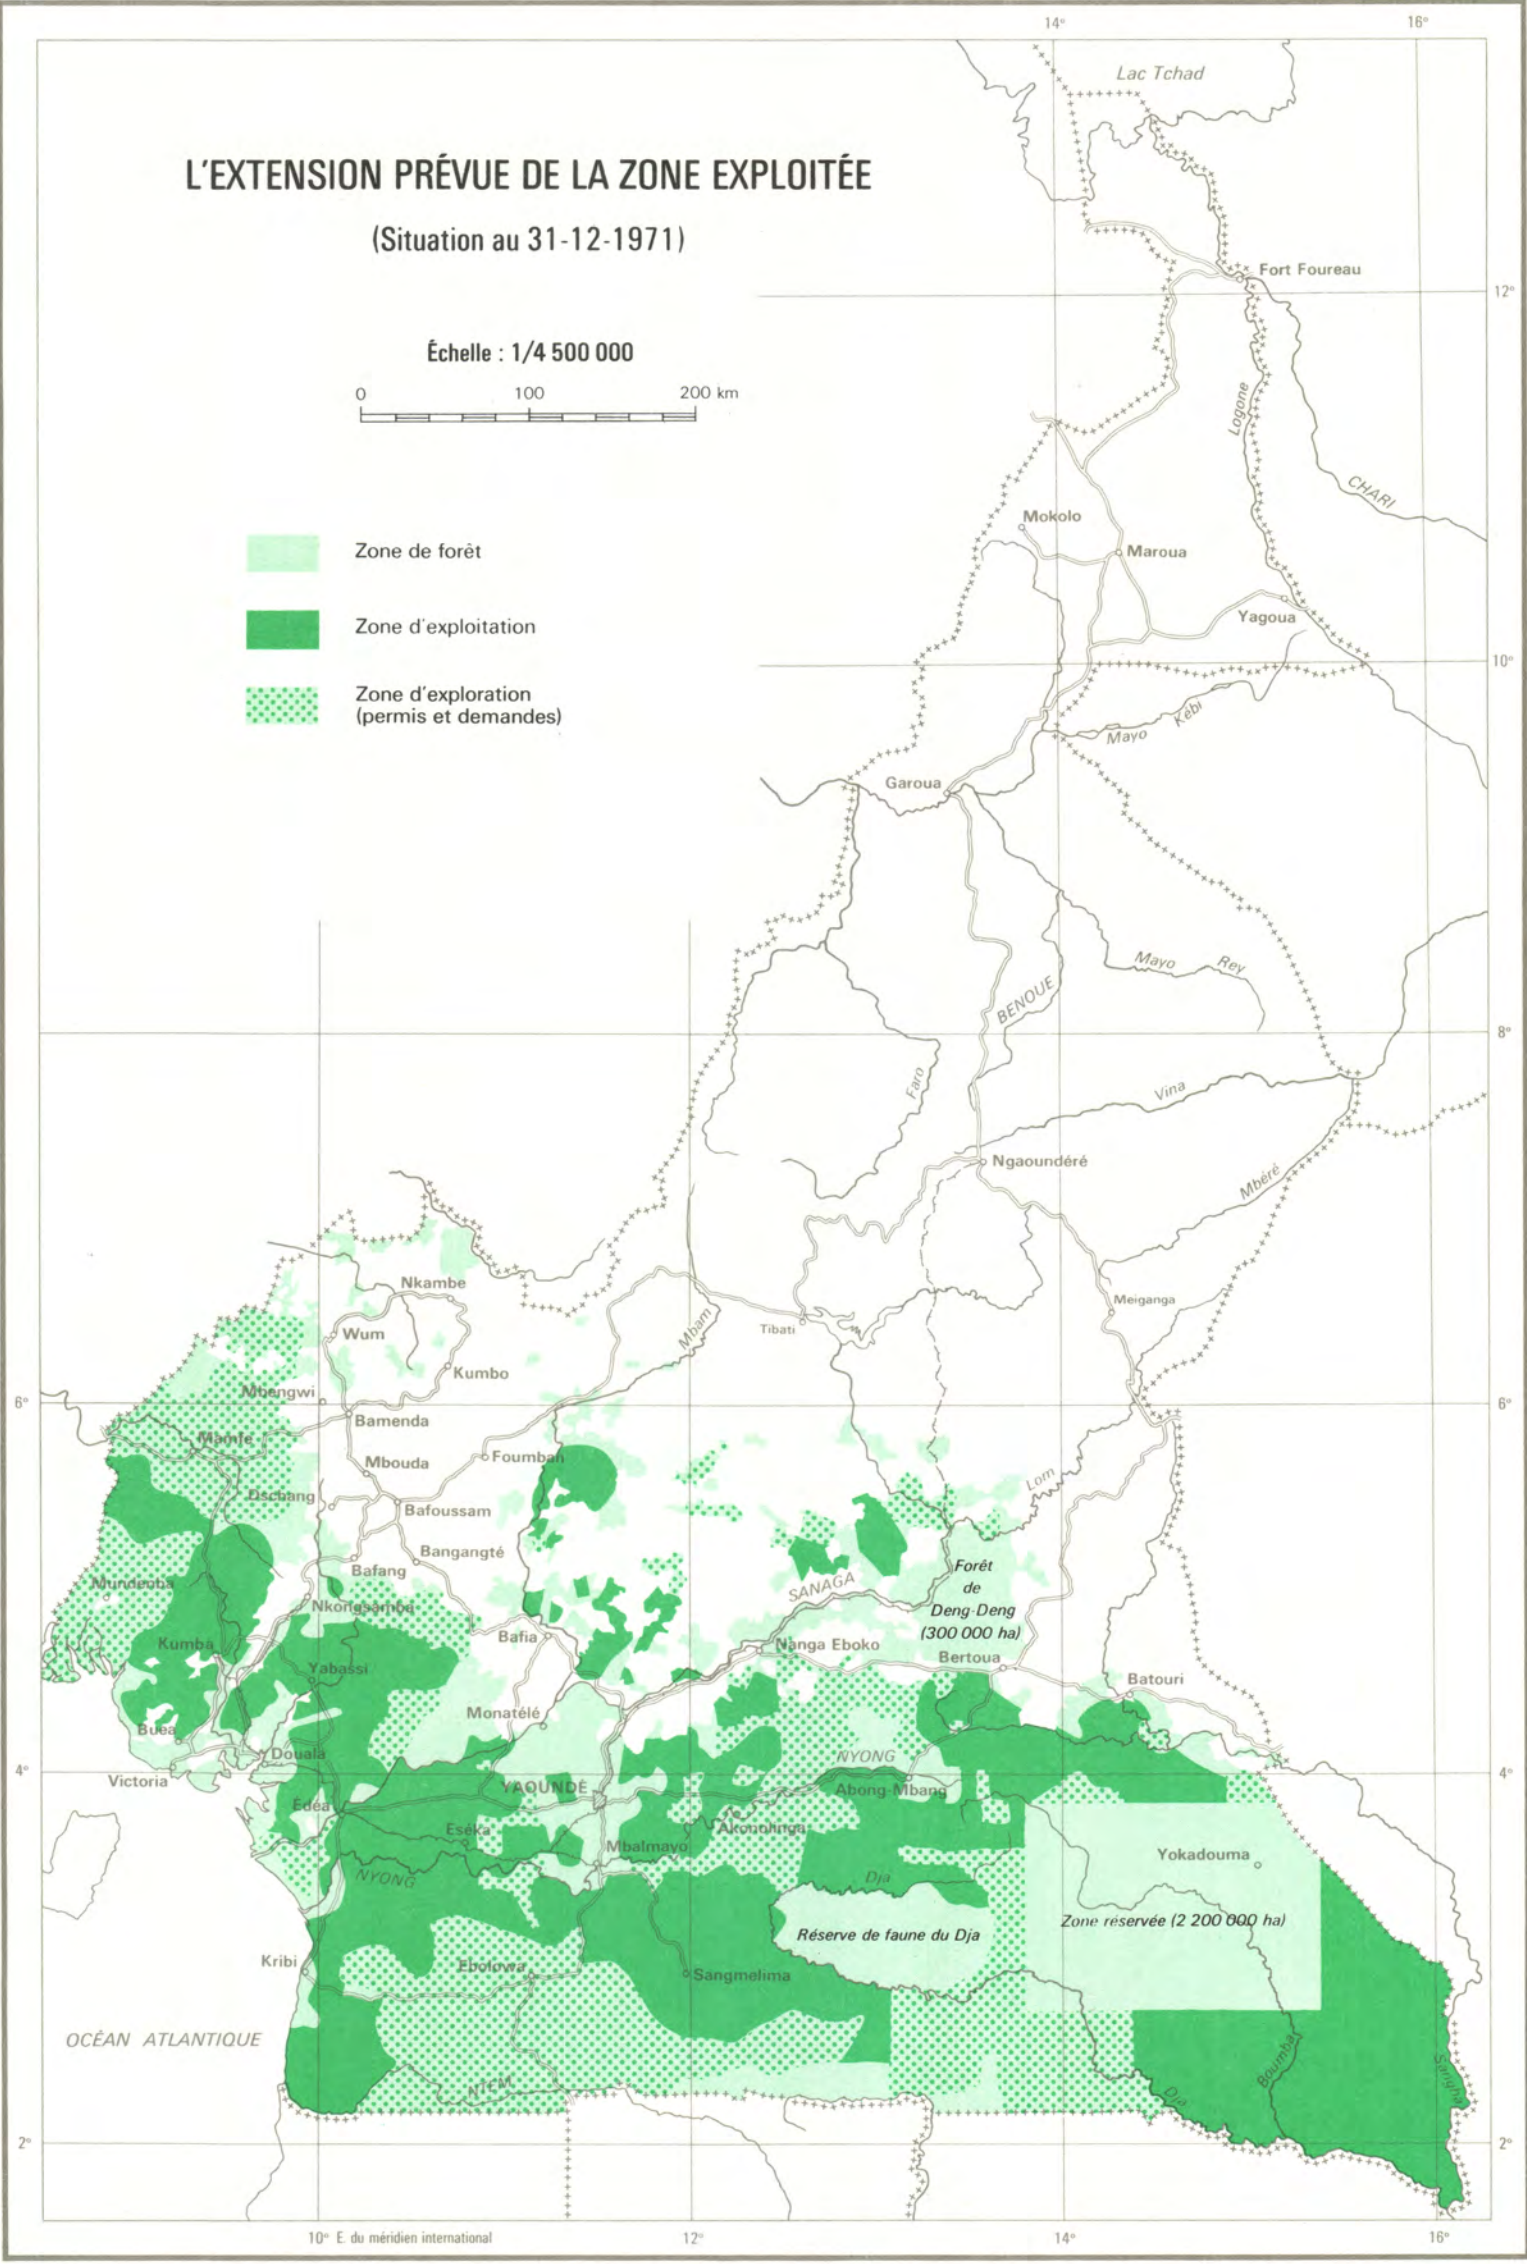 14°
16°
Lac Tchad
L'EXTENSION PRÉVUE DE LA ZONE EXPLOITÉE
(Situation au 31-12-1971)
Fort Foureau
12°
Échelle : 1/4 500 000
0 100 200 km
Logone
CHARI
Mokolo
Zone de forêt
Maroua
Yagoua
Zone d'exploitation
10°
Zone d'exploration
(permis et demandes)
Mayo Kébi
Garoua
Mayo Rey
BENOUE
8°
Faro
Vina
Ngaoundéré
Mbéré
Nkambe
Meiganga
Wum
Mbam
Tibati
Kumbo
Mbengwi
6°
6°
Bamenda
Mamfe
Foumban
Mbouda
Lom
Dschang
Bafoussam
Bangangté
Forêt
de
Deng-Deng
(300 000 ha)
Bafang
Mundemba
SANAGA
Nkongsamba
Kumba
Bafia
Nanga Eboko
Bertoua
Yabassi
Batouri
Monatélé
Buea
Douala
NYONG
4°
4°
Victoria
YAOUNDÉ
Abong-Mbang
Edéa
Eséka
Akonolinga
Mbalmayo
Yokadouma
NYONG
Dja
Zone réservée (2 200 000 ha)
Réserve de faune du Dja
Kribi
Ebolowa
Sangmelima
OCÉAN ATLANTIQUE
Boumba
Sangha
NTEM
Dja
2°
2°
10° E. du méridien international
12°
14°
16°